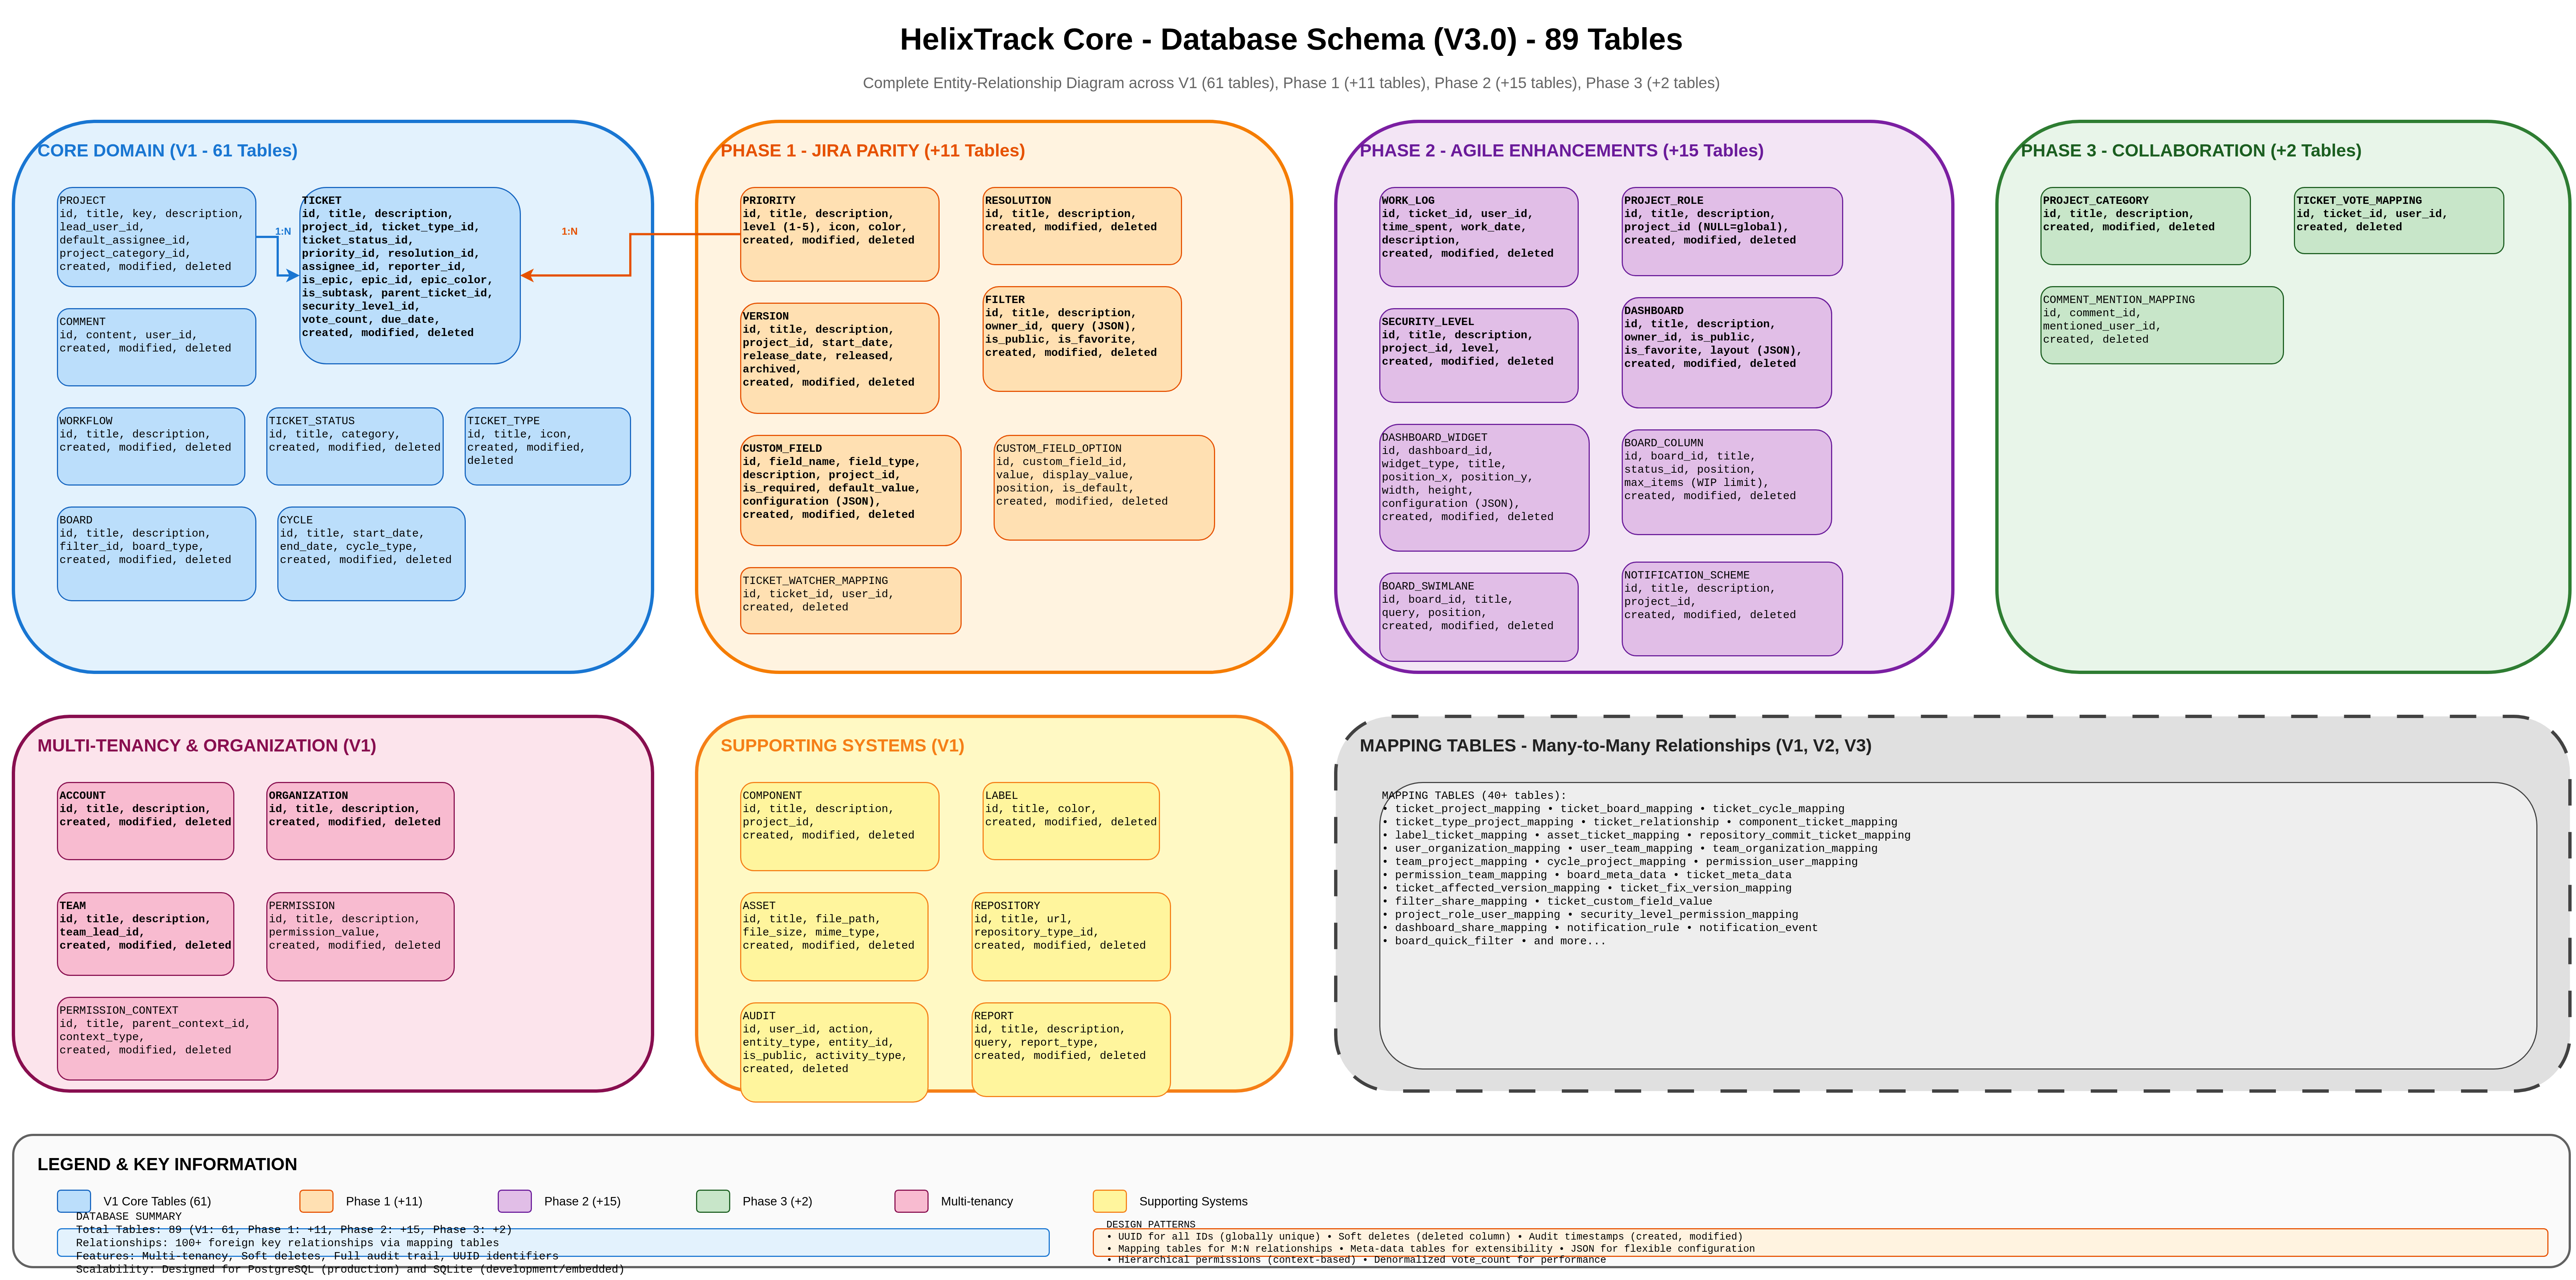 HelixTrack Core - Database Schema (V3.0) - 89 Tables
Complete Entity-Relationship Diagram across V1 (61 tables), Phase 1 (+11 tables), Phase 2 (+15 tables), Phase 3 (+2 tables)
CORE DOMAIN (V1 - 61 Tables)
PROJECT
id, title, key, description,
lead_user_id,
default_assignee_id,
project_category_id,
created, modified, deleted
1:N
TICKET
id, title, description,
project_id, ticket_type_id,
ticket_status_id,
priority_id, resolution_id,
assignee_id, reporter_id,
is_epic, epic_id, epic_color,
is_subtask, parent_ticket_id,
security_level_id,
vote_count, due_date,
created, modified, deleted
1:N
COMMENT
id, content, user_id,
created, modified, deleted
WORKFLOW
id, title, description,
created, modified, deleted
TICKET_STATUS
id, title, category,
created, modified, deleted
TICKET_TYPE
id, title, icon,
created, modified,
deleted
BOARD
id, title, description,
filter_id, board_type,
created, modified, deleted
CYCLE
id, title, start_date,
end_date, cycle_type,
created, modified, deleted
PHASE 1 - JIRA PARITY (+11 Tables)
PRIORITY
id, title, description,
level (1-5), icon, color,
created, modified, deleted
RESOLUTION
id, title, description,
created, modified, deleted
VERSION
id, title, description,
project_id, start_date,
release_date, released,
archived,
created, modified, deleted
FILTER
id, title, description,
owner_id, query (JSON),
is_public, is_favorite,
created, modified, deleted
CUSTOM_FIELD
id, field_name, field_type,
description, project_id,
is_required, default_value,
configuration (JSON),
created, modified, deleted
CUSTOM_FIELD_OPTION
id, custom_field_id,
value, display_value,
position, is_default,
created, modified, deleted
TICKET_WATCHER_MAPPING
id, ticket_id, user_id,
created, deleted
PHASE 2 - AGILE ENHANCEMENTS (+15 Tables)
WORK_LOG
id, ticket_id, user_id,
time_spent, work_date,
description,
created, modified, deleted
PROJECT_ROLE
id, title, description,
project_id (NULL=global),
created, modified, deleted
SECURITY_LEVEL
id, title, description,
project_id, level,
created, modified, deleted
DASHBOARD
id, title, description,
owner_id, is_public,
is_favorite, layout (JSON),
created, modified, deleted
DASHBOARD_WIDGET
id, dashboard_id,
widget_type, title,
position_x, position_y,
width, height,
configuration (JSON),
created, modified, deleted
BOARD_COLUMN
id, board_id, title,
status_id, position,
max_items (WIP limit),
created, modified, deleted
BOARD_SWIMLANE
id, board_id, title,
query, position,
created, modified, deleted
NOTIFICATION_SCHEME
id, title, description,
project_id,
created, modified, deleted
PHASE 3 - COLLABORATION (+2 Tables)
PROJECT_CATEGORY
id, title, description,
created, modified, deleted
TICKET_VOTE_MAPPING
id, ticket_id, user_id,
created, deleted
COMMENT_MENTION_MAPPING
id, comment_id,
mentioned_user_id,
created, deleted
MULTI-TENANCY & ORGANIZATION (V1)
ACCOUNT
id, title, description,
created, modified, deleted
ORGANIZATION
id, title, description,
created, modified, deleted
TEAM
id, title, description,
team_lead_id,
created, modified, deleted
PERMISSION
id, title, description,
permission_value,
created, modified, deleted
PERMISSION_CONTEXT
id, title, parent_context_id,
context_type,
created, modified, deleted
SUPPORTING SYSTEMS (V1)
COMPONENT
id, title, description,
project_id,
created, modified, deleted
LABEL
id, title, color,
created, modified, deleted
ASSET
id, title, file_path,
file_size, mime_type,
created, modified, deleted
REPOSITORY
id, title, url,
repository_type_id,
created, modified, deleted
AUDIT
id, user_id, action,
entity_type, entity_id,
is_public, activity_type,
created, deleted
REPORT
id, title, description,
query, report_type,
created, modified, deleted
MAPPING TABLES - Many-to-Many Relationships (V1, V2, V3)
MAPPING TABLES (40+ tables):
• ticket_project_mapping • ticket_board_mapping • ticket_cycle_mapping
• ticket_type_project_mapping • ticket_relationship • component_ticket_mapping
• label_ticket_mapping • asset_ticket_mapping • repository_commit_ticket_mapping
• user_organization_mapping • user_team_mapping • team_organization_mapping
• team_project_mapping • cycle_project_mapping • permission_user_mapping
• permission_team_mapping • board_meta_data • ticket_meta_data
• ticket_affected_version_mapping • ticket_fix_version_mapping
• filter_share_mapping • ticket_custom_field_value
• project_role_user_mapping • security_level_permission_mapping
• dashboard_share_mapping • notification_rule • notification_event
• board_quick_filter • and more...
LEGEND & KEY INFORMATION
V1 Core Tables (61)
Phase 1 (+11)
Phase 2 (+15)
Phase 3 (+2)
Multi-tenancy
Supporting Systems
DATABASE SUMMARY
Total Tables: 89 (V1: 61, Phase 1: +11, Phase 2: +15, Phase 3: +2)
Relationships: 100+ foreign key relationships via mapping tables
Features: Multi-tenancy, Soft deletes, Full audit trail, UUID identifiers
Scalability: Designed for PostgreSQL (production) and SQLite (development/embedded)
DESIGN PATTERNS
• UUID for all IDs (globally unique) • Soft deletes (deleted column) • Audit timestamps (created, modified)
• Mapping tables for M:N relationships • Meta-data tables for extensibility • JSON for flexible configuration
• Hierarchical permissions (context-based) • Denormalized vote_count for performance